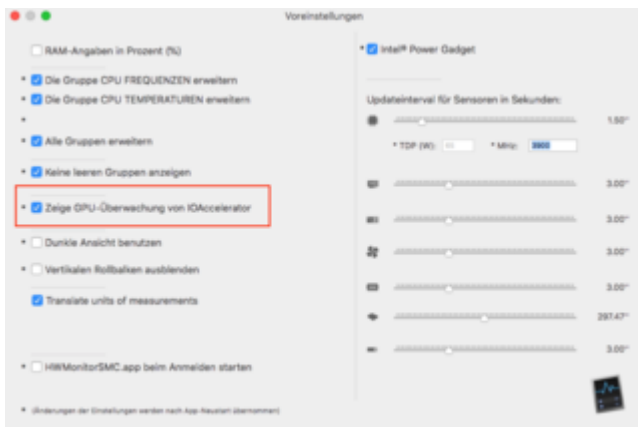 Voreinstellungen
RAM-Angaben in Prozent (%)
* Die Gruppe CPU FREQUENZEN erweitern
* Die Gruppe CPU TEMPERATUREN erweitern
*
* Alle Gruppen erweitern
* Keine leeren Gruppen anzeigen
* Zeige GPU-Überwachung von IOAccelerator
* Dunkle Ansicht benutzen
* Vertikalen Rollbalken ausblenden
Translate units of measurements
* HWMonitorSMC.app beim Anmelden starten
* (Änderungen der Einstellungen werden nach App-Neustart übernommen)
* Intel® Power Gadget
Updateinterval für Sensoren in Sekunden:
1.50"
* TDP (W): * MHz: 3900
3.00"
3.00"
3.00"
3.00"
297.47"
3.00"